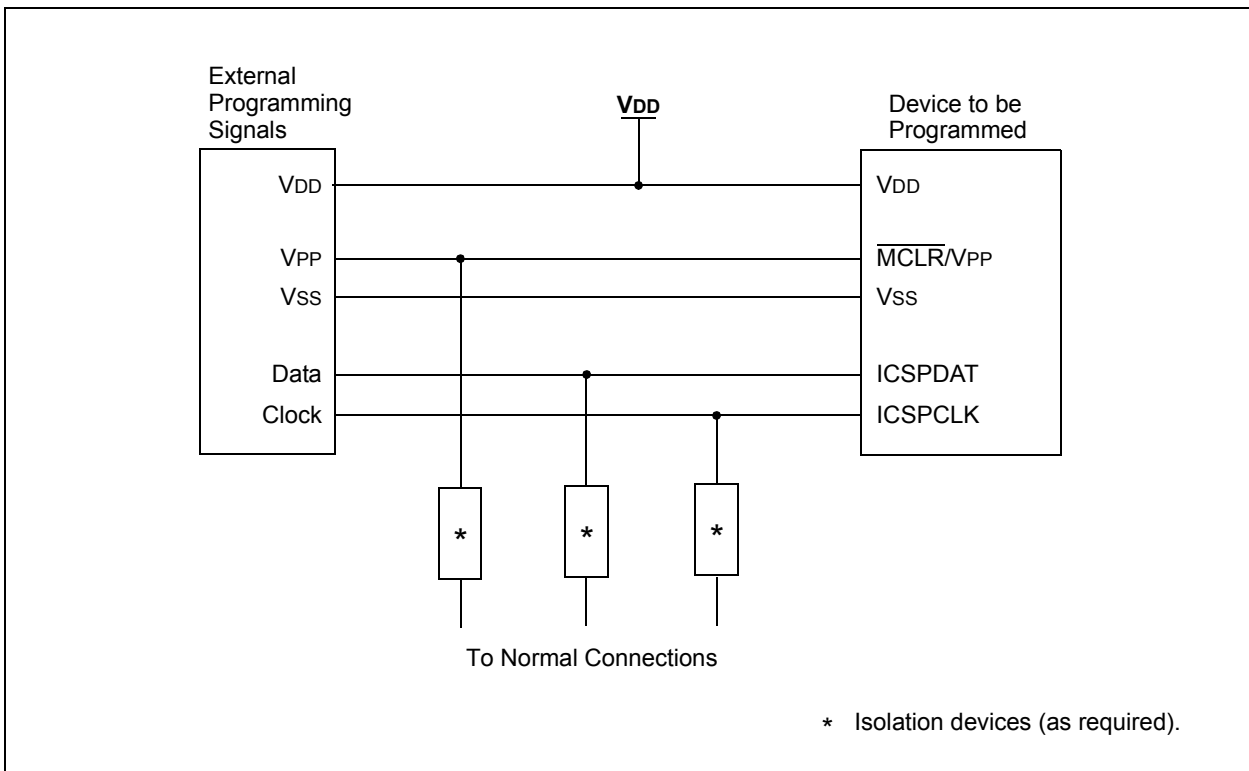 External
Programming
Signals
VDD
Device to be
Programmed
VDD
VDD
VPP
MCLR/VPP
VSS
VSS
Data
ICSPDAT
Clock
ICSPCLK
*
*
*
To Normal Connections
* Isolation devices (as required).